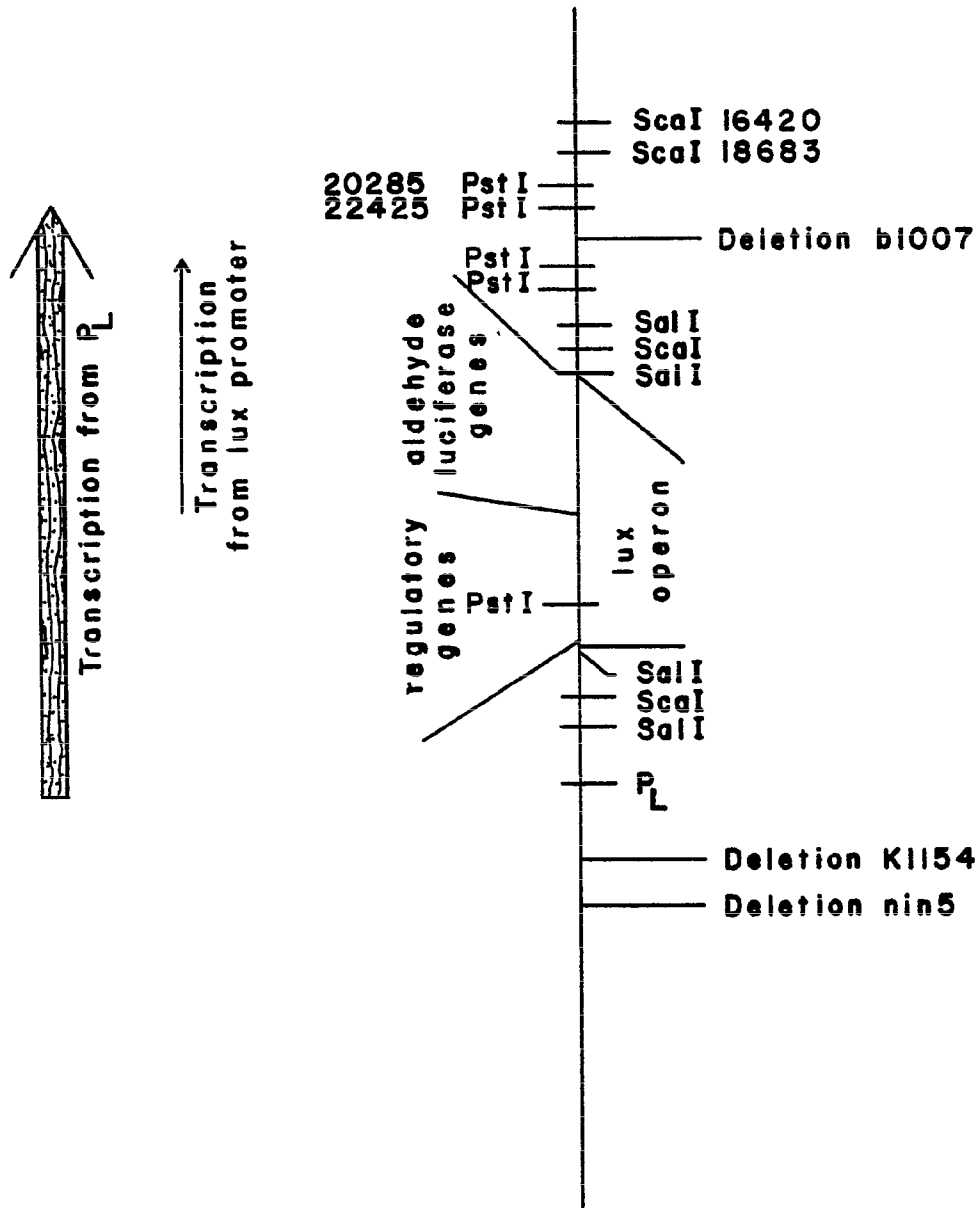 ScaI 16420
ScaI 18683
20285 PstI
22425 PstI
Deletion b1007
PstI
PstI
SalI
ScaI
SalI
Transcription from PL
Transcription
from lux promoter
aldehyde
luciferase
genes
lux
operon
regulatory
genes
PstI
SalI
ScaI
SalI
PL
Deletion K1154
Deletion nin5